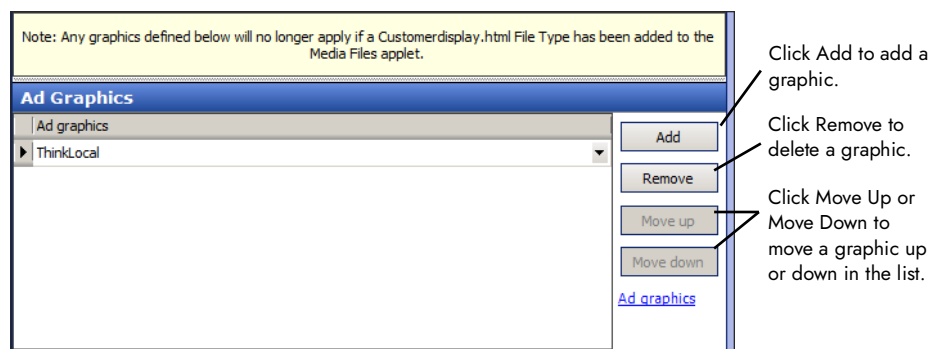 Note: Any graphics defined below will no longer apply if a Customerdisplay.html File Type has been added to the
Media Files applet.
Ad Graphics
Ad graphics
ThinkLocal
Add
Remove
Move up
Move down
Ad graphics
Click Add to add a
graphic.
Click Remove to
delete a graphic.
Click Move Up or
Move Down to
move a graphic up
or down in the list.